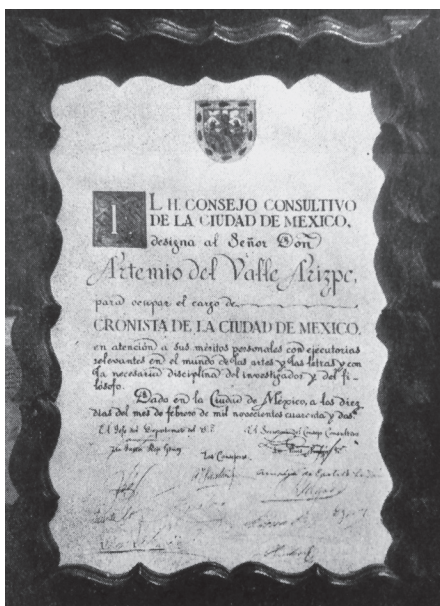 I
L H. CONSEJO CONSULTIVO
DE LA CIUDAD DE MEXICO,
designa al Señor Don
Artemio del Valle Arizpe,
para ocupar el cargo de
CRONISTA DE LA CIUDAD DE MEXICO,
en atención a sus méritos personales con ejecutorias
relevantes en el mundo de las artes y las letras y con
la necesaria disciplina del investigador y del fi-
lósofo.
Dada en la Ciudad de México, a los diez
días del mes de febrero de mil novecientos cuarenta y dos.
El Jefe del Departamento del El Secretario del Consejo Consultivo
Los Consejeros